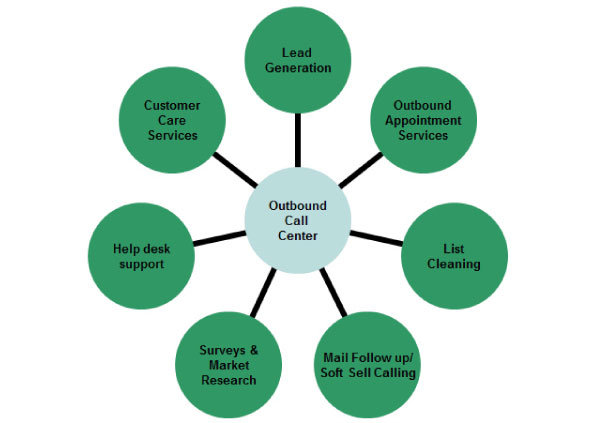 Lead
Generation
Outbound
Appointment
Services
List
Cleaning
Mail Follow up/
Soft Sell Calling
Surveys &
Market
Research
Help desk
support
Customer
Care
Services
Outbound
Call
Center